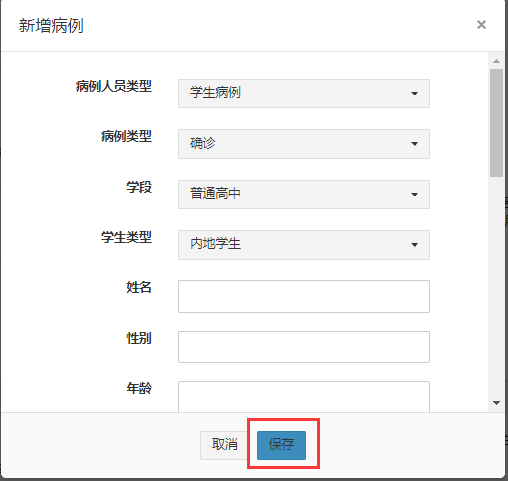 新增病例
×
病例人员类型 学生病例
病例类型 确诊
学段 普通高中
学生类型 内地学生
姓名
性别
年龄
取消 保存